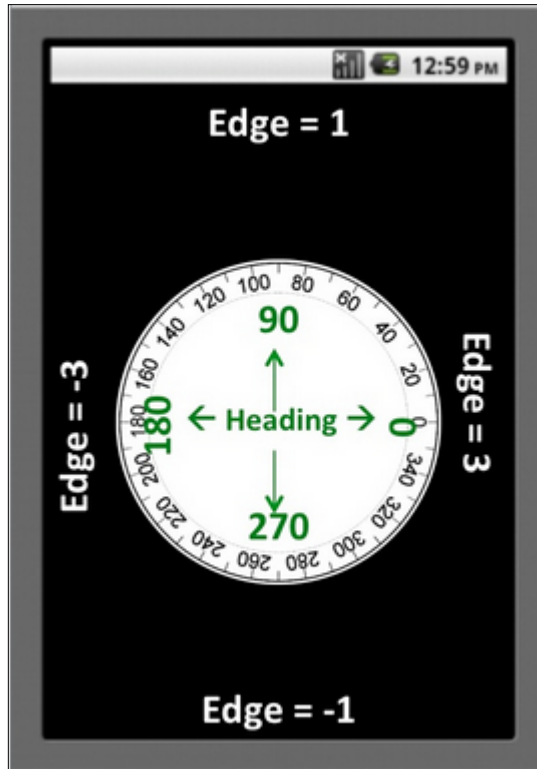 12:59 PM
Edge = 1
100 80
120 60
90
140 40
160 20
Edge = -3
180
180
Heading
0
0
Edge = 3
200 340
220 320
270
240 300
260 280
Edge = -1